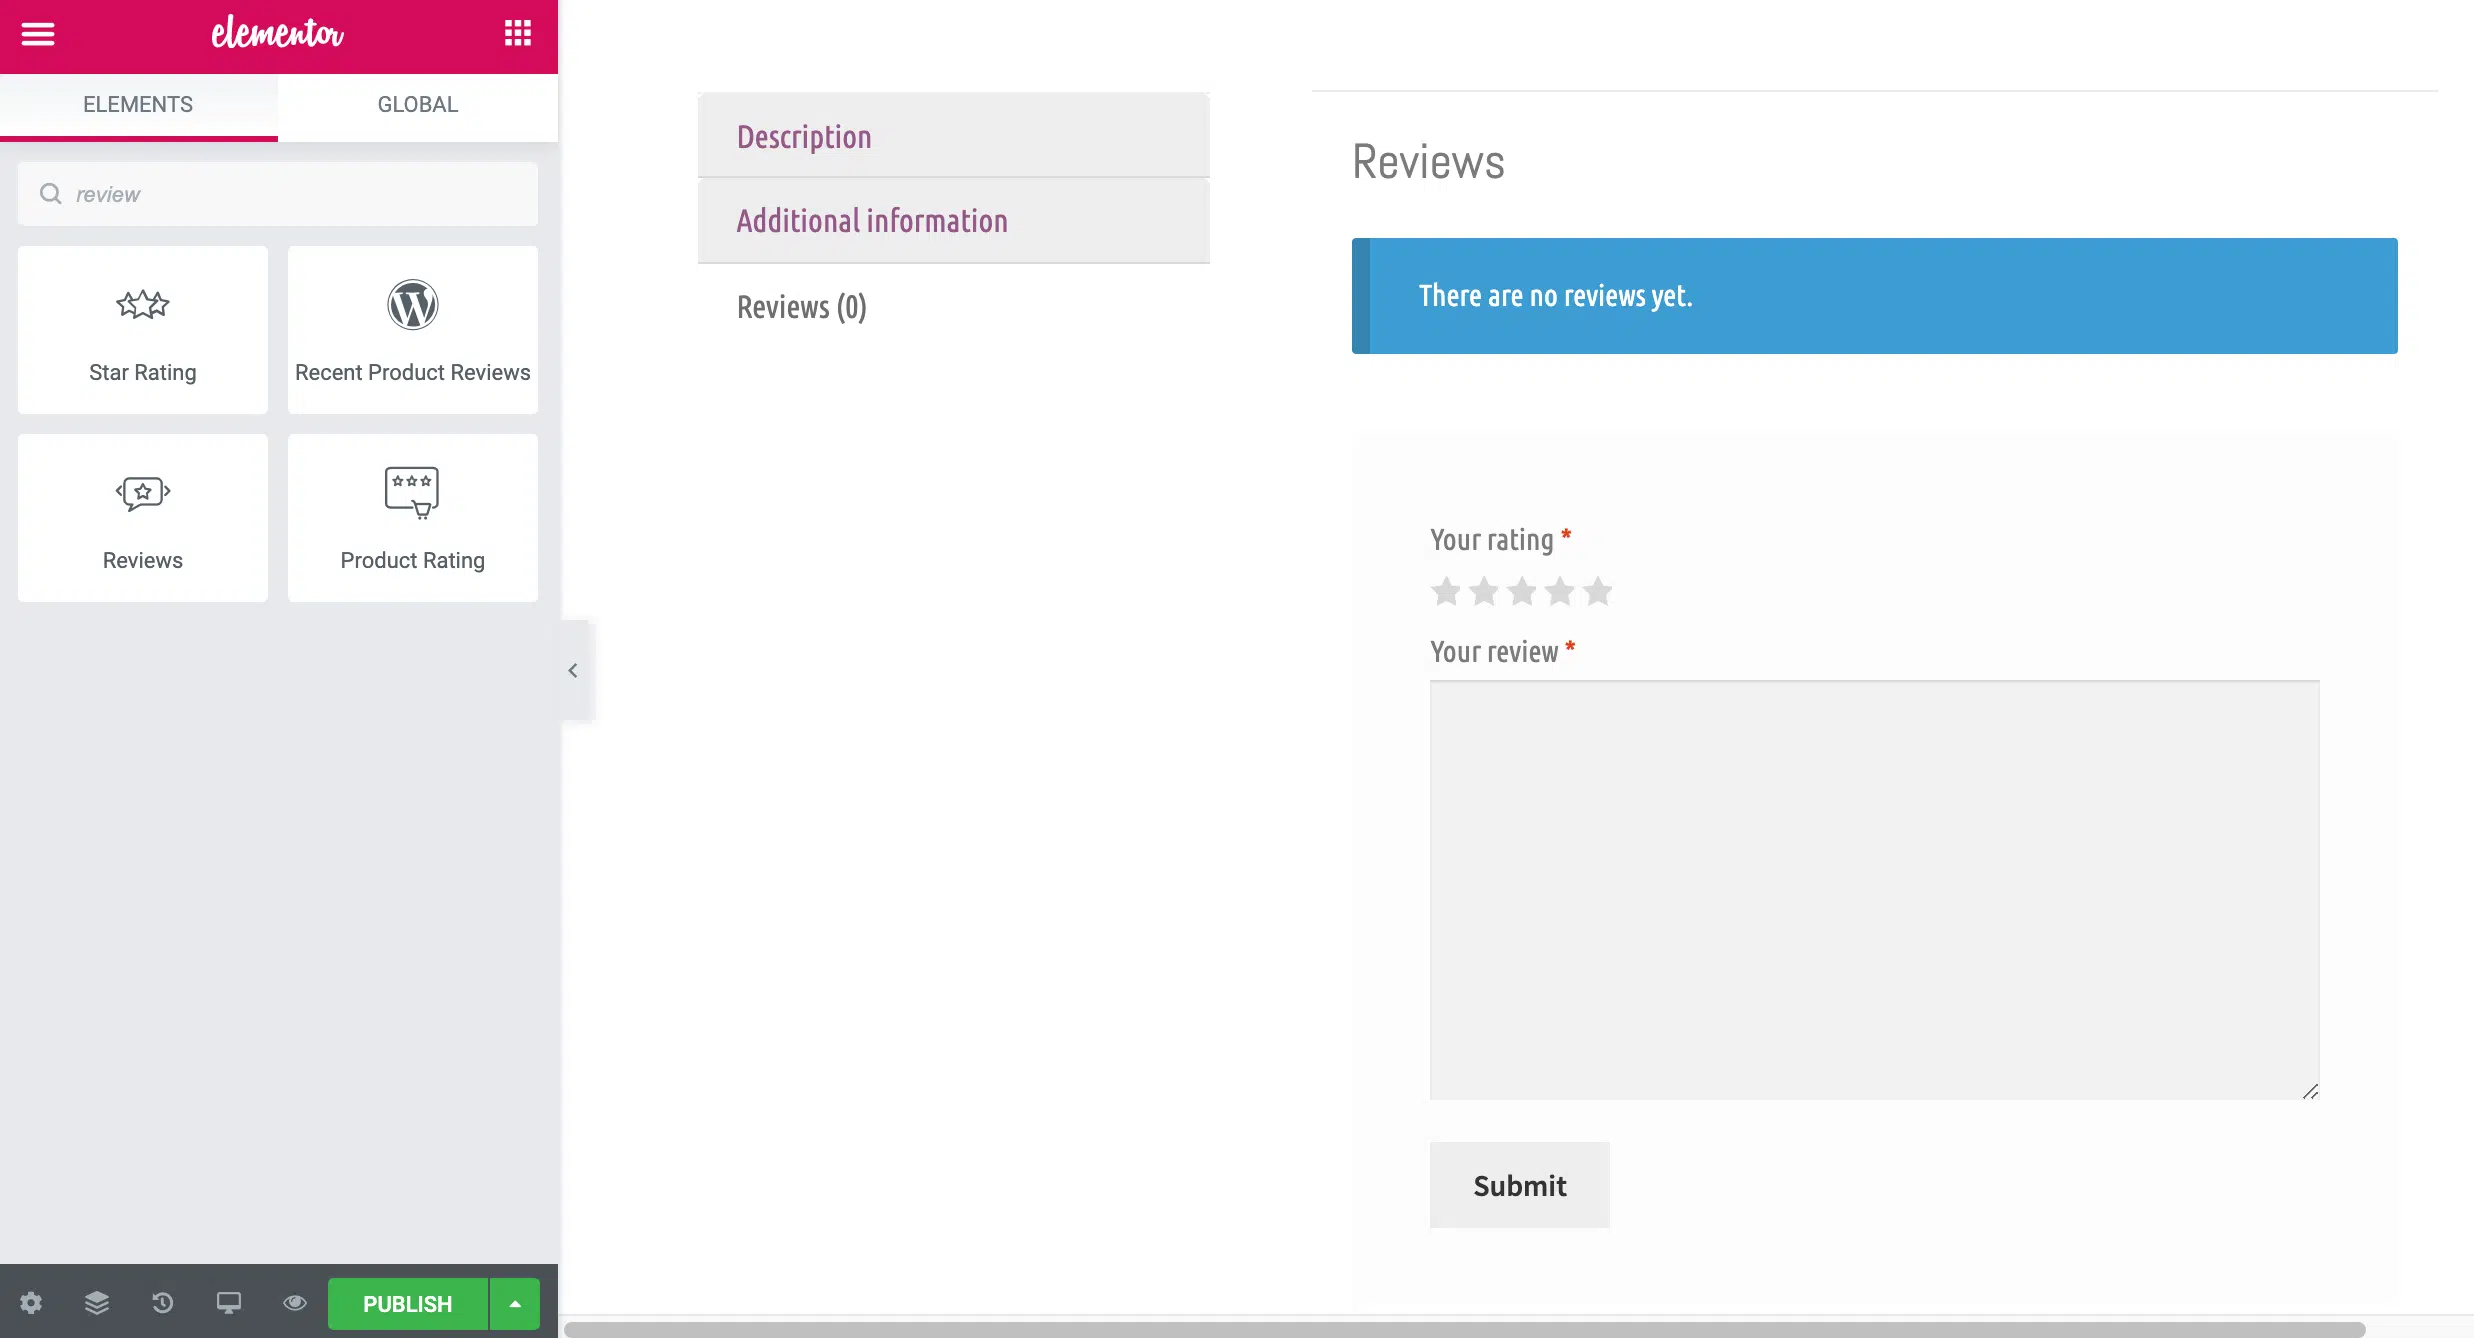 elementor
ELEMENTS
GLOBAL
review
Star Rating
Recent Product Reviews
Reviews
Product Rating
PUBLISH
Description
Additional information
Reviews (0)
Reviews
There are no reviews yet.
Your rating *
Your review *
Submit